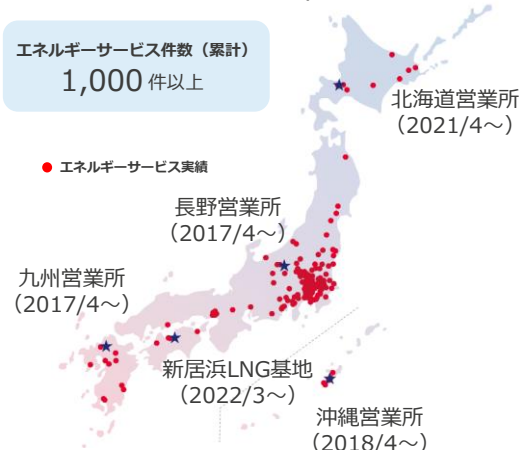 エネルギーサービス件数（累計）
1,000 件以上
北海道営業所
（2021/4～）
● エネルギーサービス実績
長野営業所
（2017/4～）
九州営業所
（2017/4～）
新居浜LNG基地
（2022/3～）
沖縄営業所
（2018/4～）